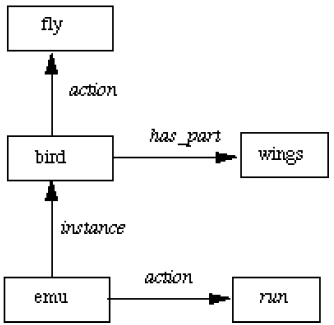 fly
action
has_part
bird
wings
instance
action
emu
run